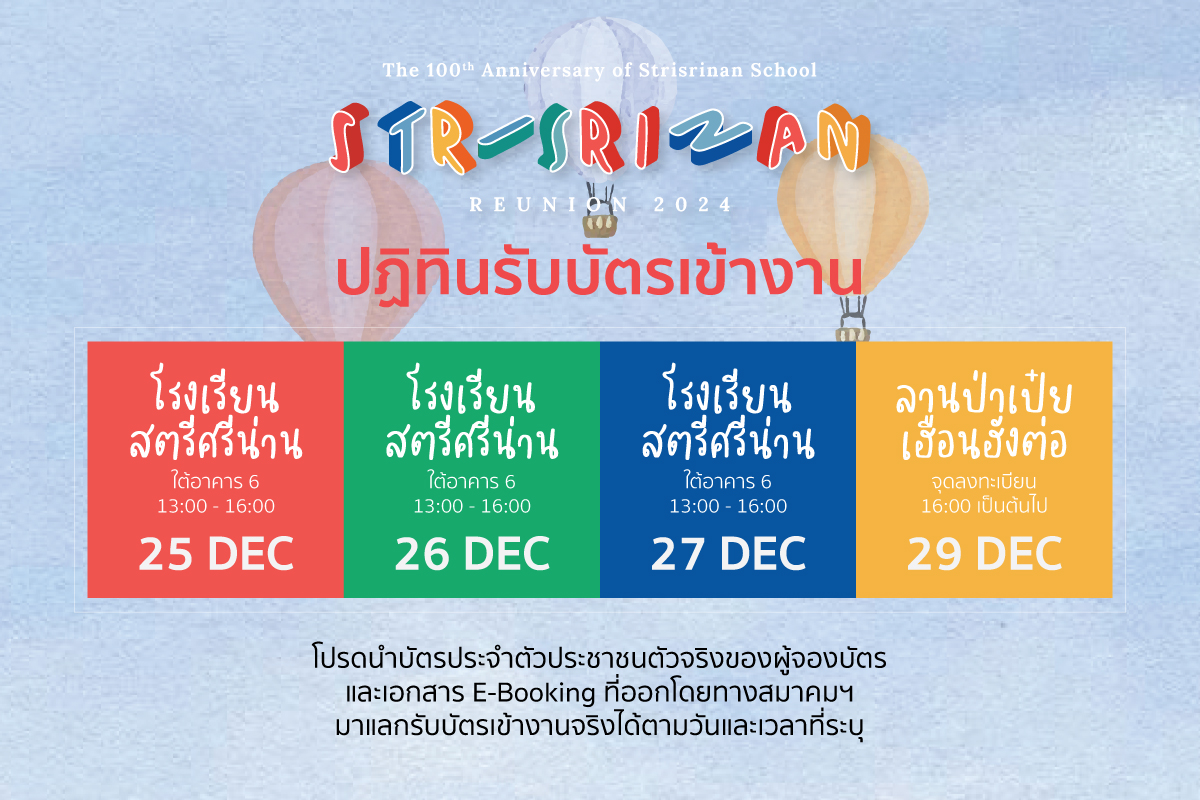 The 100th Anniversary of Strisrinan School
STRI-SRINAN
REUNION 2024
ปฏิทินรับบัตรเข้างาน
โรงเรียน
สตรีศรีน่าน
ใต้อาคาร 6
13:00 - 16:00
25 DEC
โรงเรียน
สตรีศรีน่าน
ใต้อาคาร 6
13:00 - 16:00
26 DEC
โรงเรียน
สตรีศรีน่าน
ใต้อาคาร 6
13:00 - 16:00
27 DEC
ลานป่าเป๋ย
เฮือนฮังต่อ
จุดลงทะเบียน
16:00 เป็นต้นไป
29 DEC
โปรดนำบัตรประจำตัวประชาชนตัวจริงของผู้จองบัตร
และเอกสาร E-Booking ที่ออกโดยทางสมาคมฯ
มาแลกรับบัตรเข้างานจริงได้ตามวันและเวลาที่ระบุ